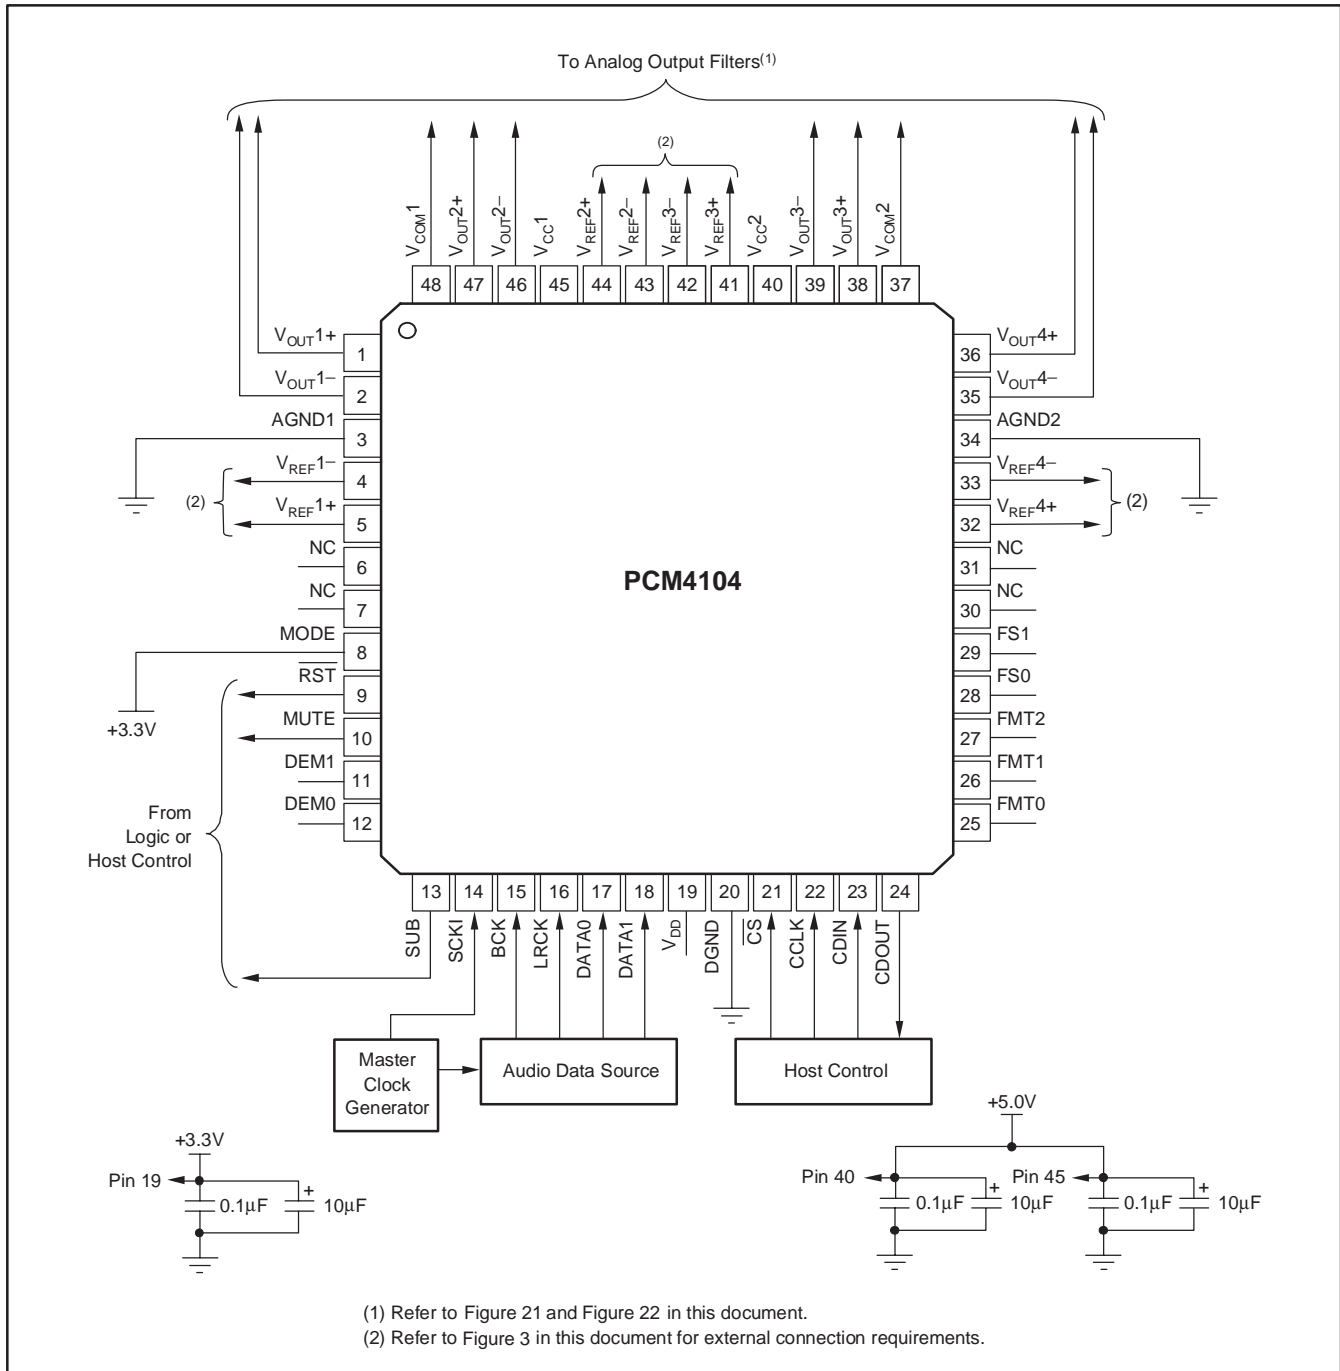 To Analog Output Filters(1)
(2)
VCOM1
VOUT2+
VOUT2−
VCC1
VREF2+
VREF2−
VREF3−
VREF3+
VCC2
VOUT3−
VOUT3+
VCOM2
48
47
46
45
44
43
42
41
40
39
38
37
VOUT1+
1
VOUT1−
2
AGND1
3
VREF1−
4
(2)
VREF1+
5
NC
6
NC
7
MODE
8
RST
9
+3.3V
MUTE
10
DEM1
11
DEM0
12
From
Logic or
Host Control
PCM4104
36
VOUT4+
35
VOUT4−
34
AGND2
33
VREF4−
(2)
32
VREF4+
31
NC
30
NC
29
FS1
28
FS0
27
FMT2
26
FMT1
25
FMT0
13
14
15
16
17
18
19
20
21
22
23
24
SUB
SCKI
BCK
LRCK
DATA0
DATA1
VDD
DGND
CS
CCLK
CDIN
CDOUT
Master
Clock
Generator
Audio Data Source
Host Control
+3.3V
Pin 19
0.1µF
+
10µF
+5.0V
Pin 40
0.1µF
+
10µF
Pin 45
0.1µF
+
10µF
(1) Refer to Figure 21 and Figure 22 in this document.
(2) Refer to Figure 3 in this document for external connection requirements.